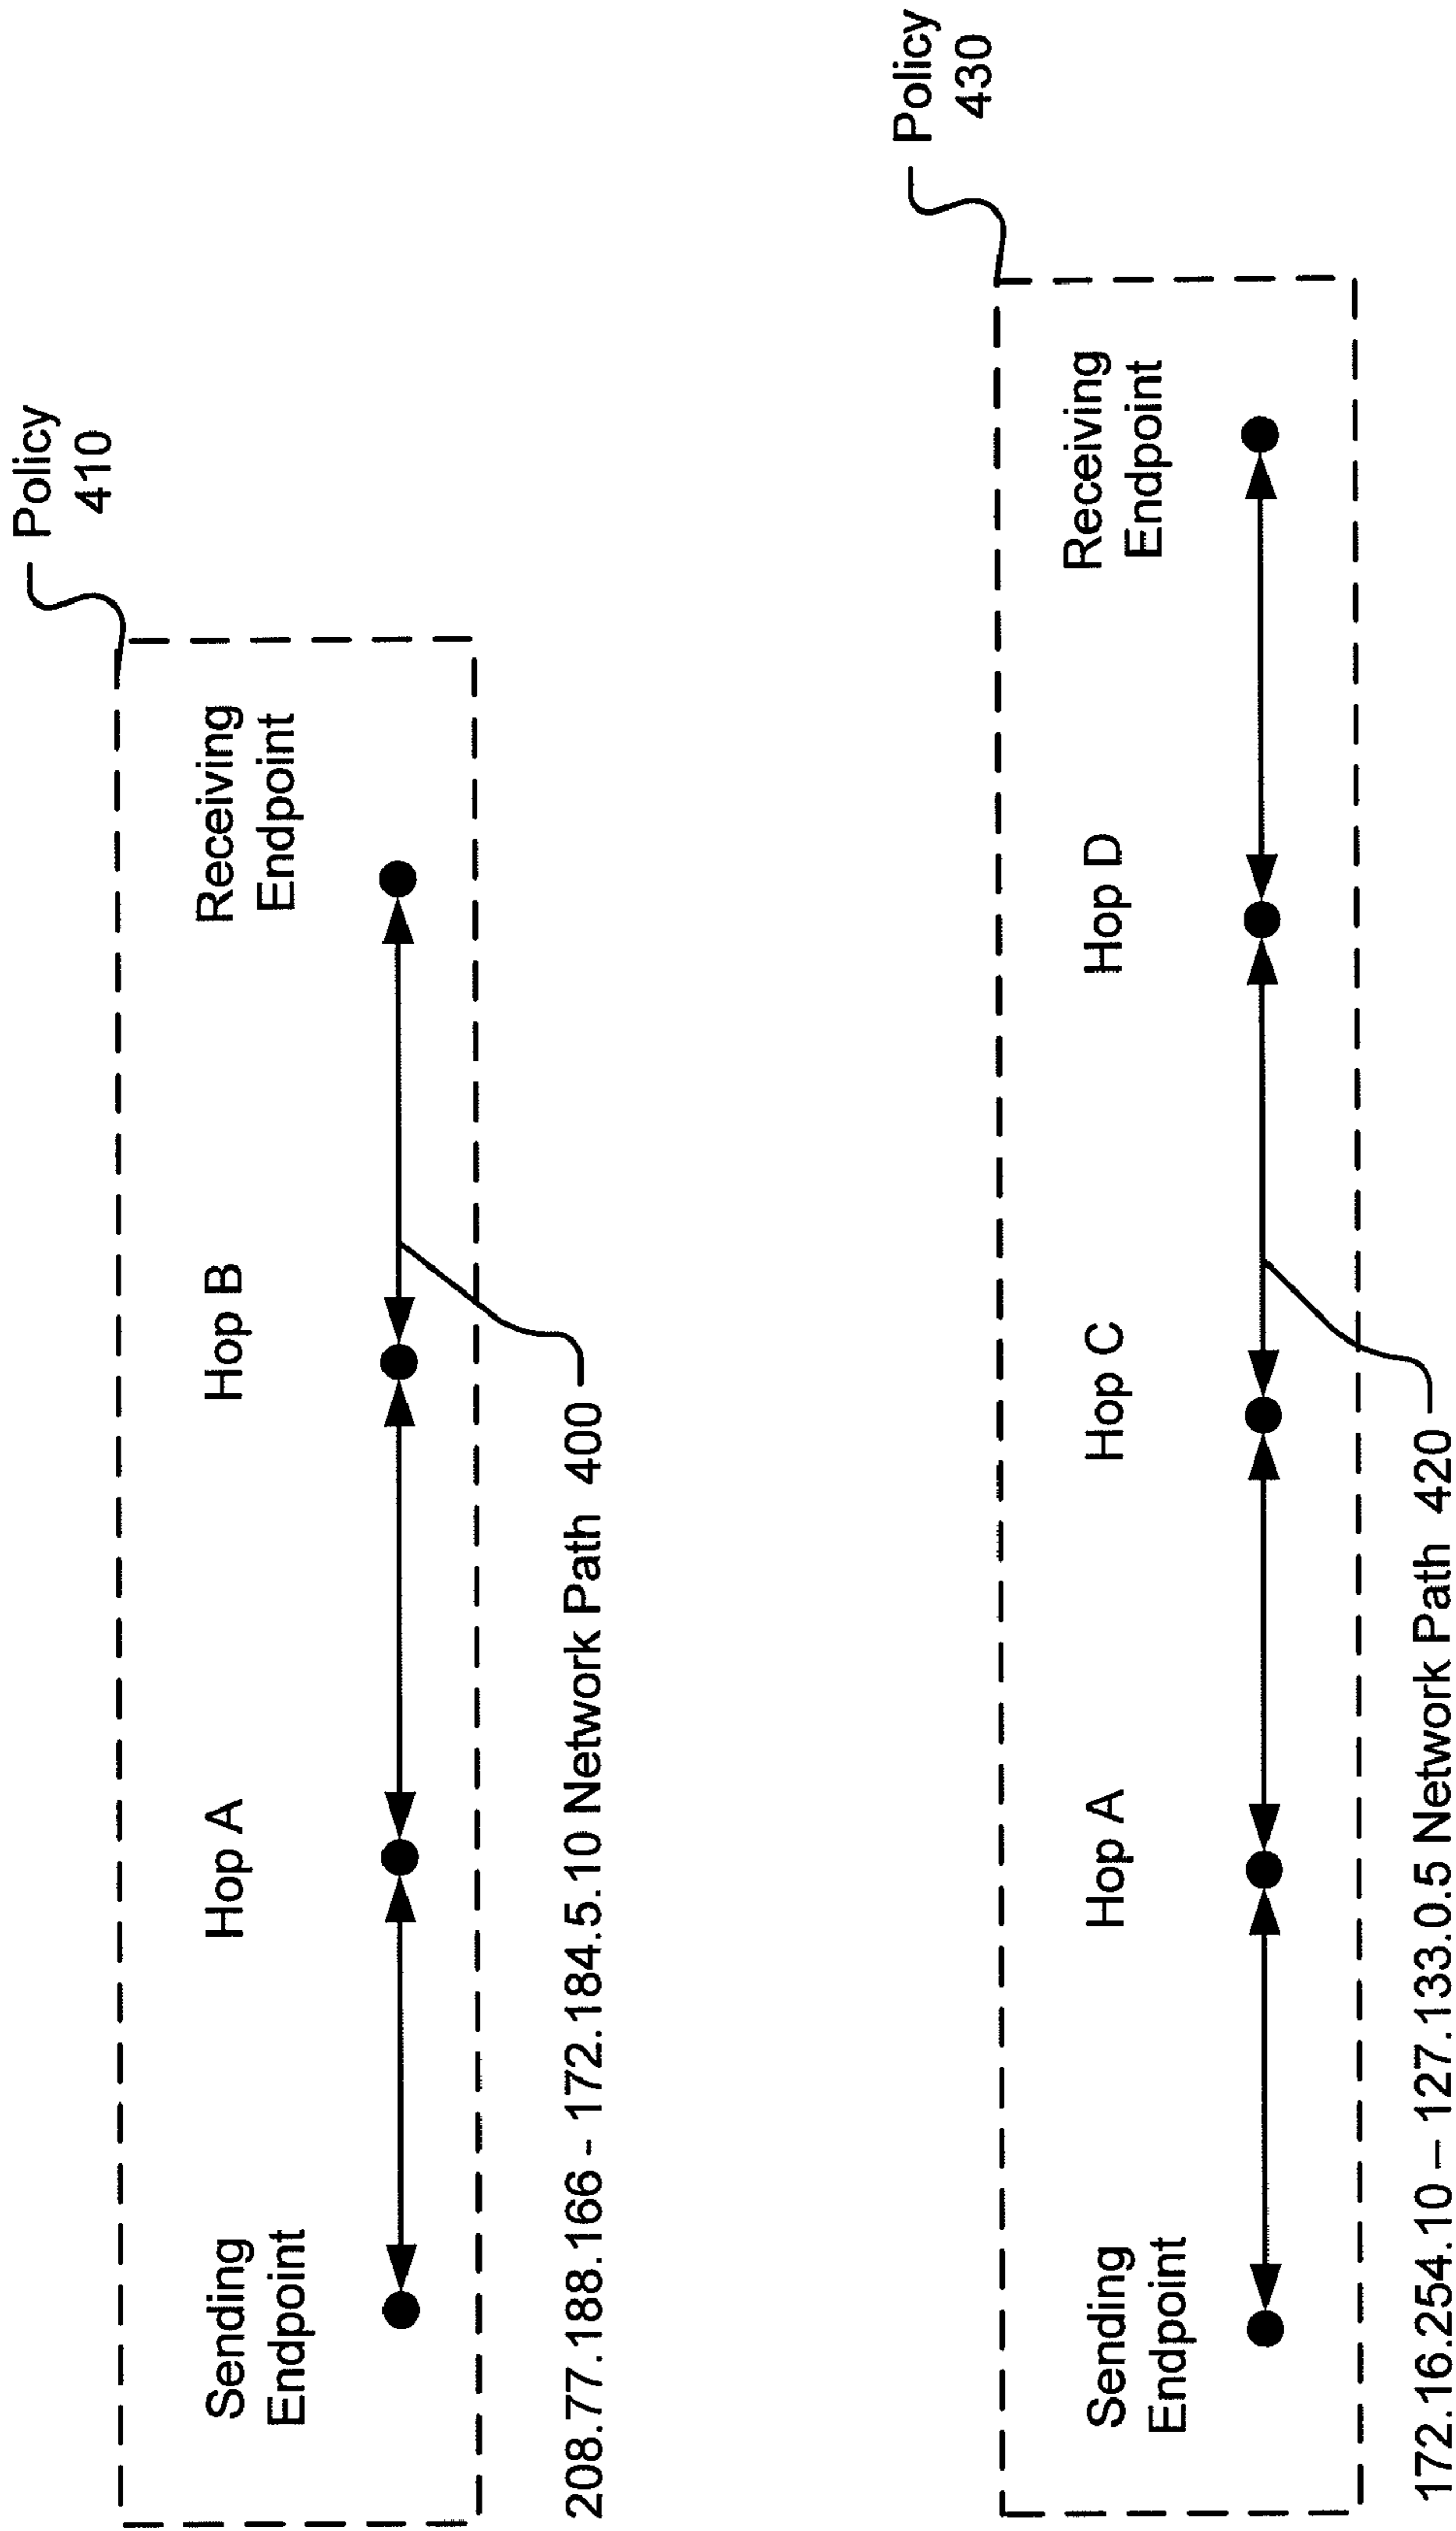 Policy
410
Sending
Endpoint
Hop A
Hop B
Receiving
Endpoint
208.77.188.166 - 172.184.5.10 Network Path 400
Policy
430
Sending
Endpoint
Hop A
Hop C
Hop D
Receiving
Endpoint
172.16.254.10 – 127.133.0.5 Network Path 420